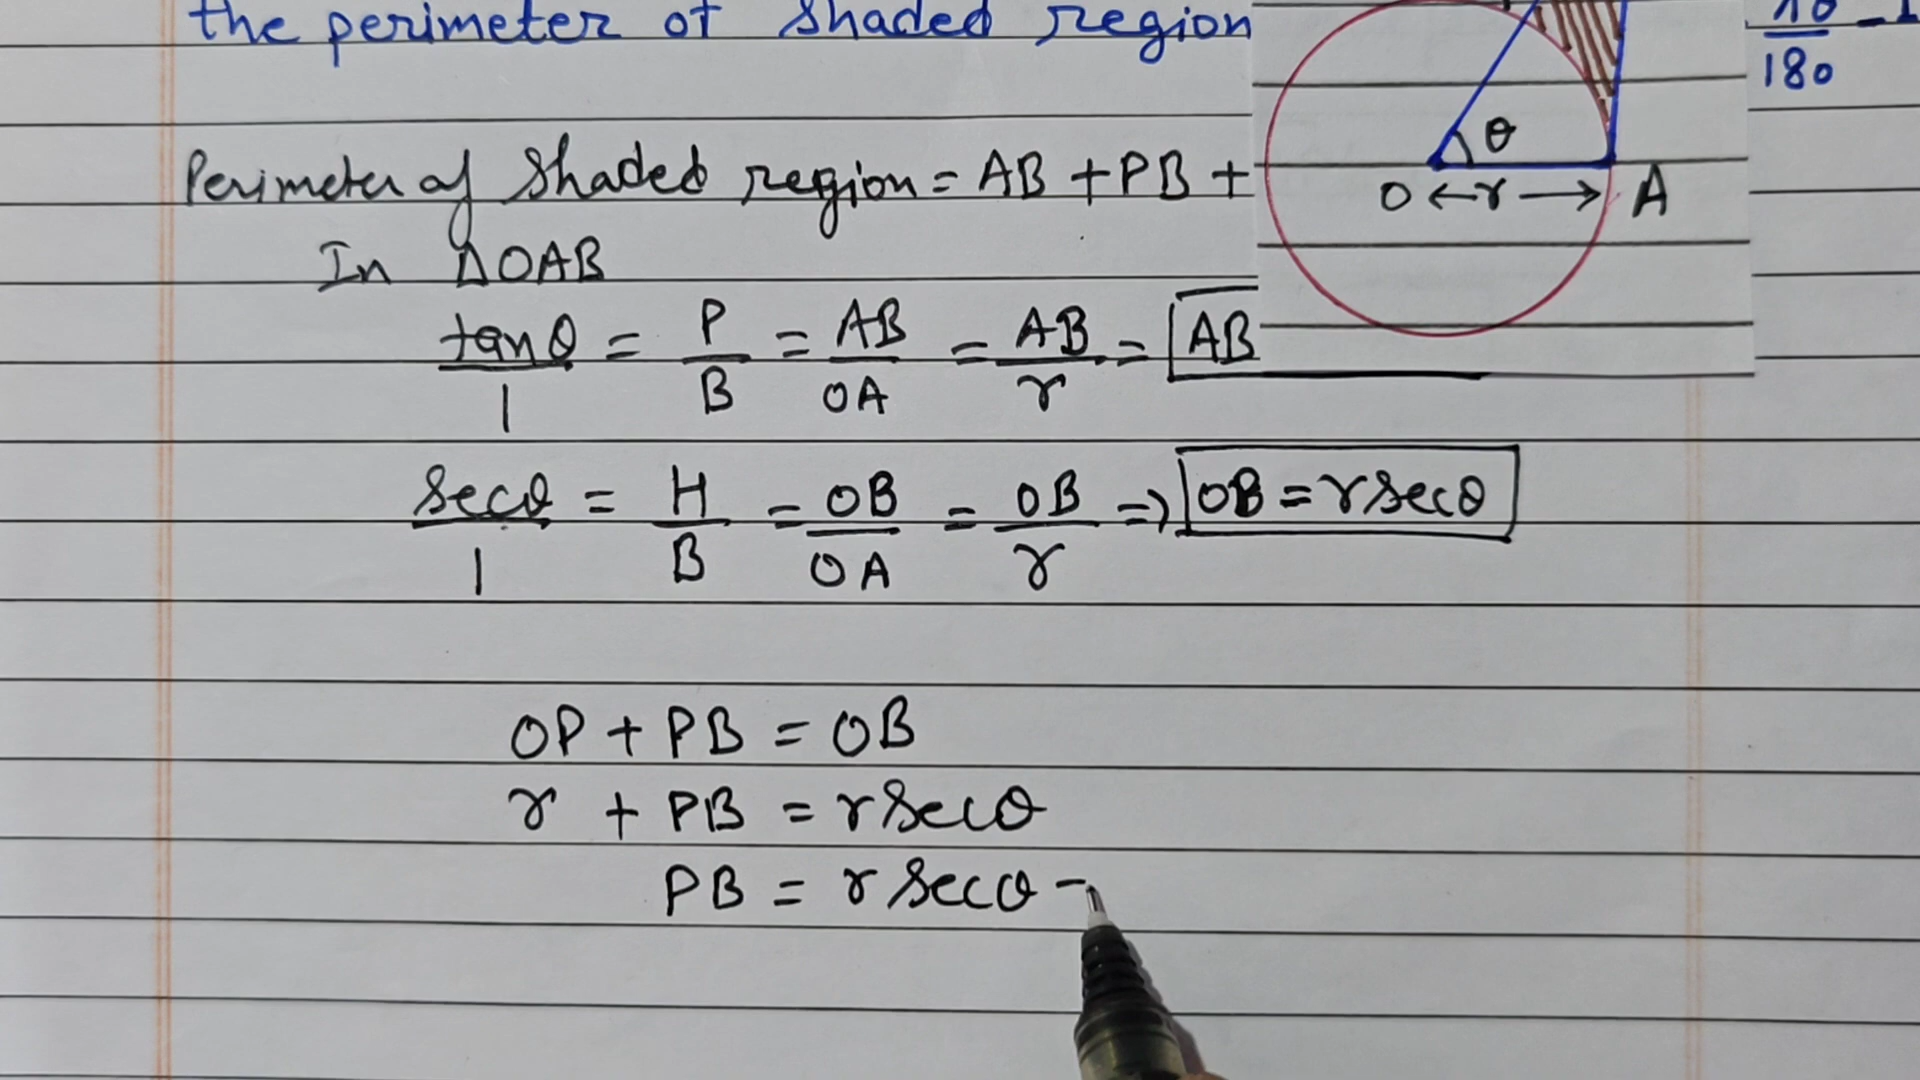 the perimeter of shaded region
180
θ
O ← r → A
Perimeter of Shaded region = AB + PB +
In ΔOAB
tanθ/1 = P/B = AB/OA = AB/r = AB
secθ/1 = H/B = OB/OA = OB/r => OB = r secθ
OP + PB = OB
r + PB = r secθ
PB = r secθ -